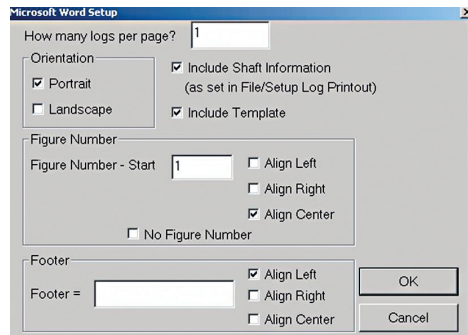 Microsoft Word Setup
How many logs per page? 1
Orientation
Portrait
Landscape
Include Shaft Information
(as set in File/Setup Log Printout)
Include Template
Figure Number
Figure Number - Start 1
Align Left
Align Right
Align Center
No Figure Number
Footer
Footer =
Align Left
Align Right
Align Center
OK
Cancel